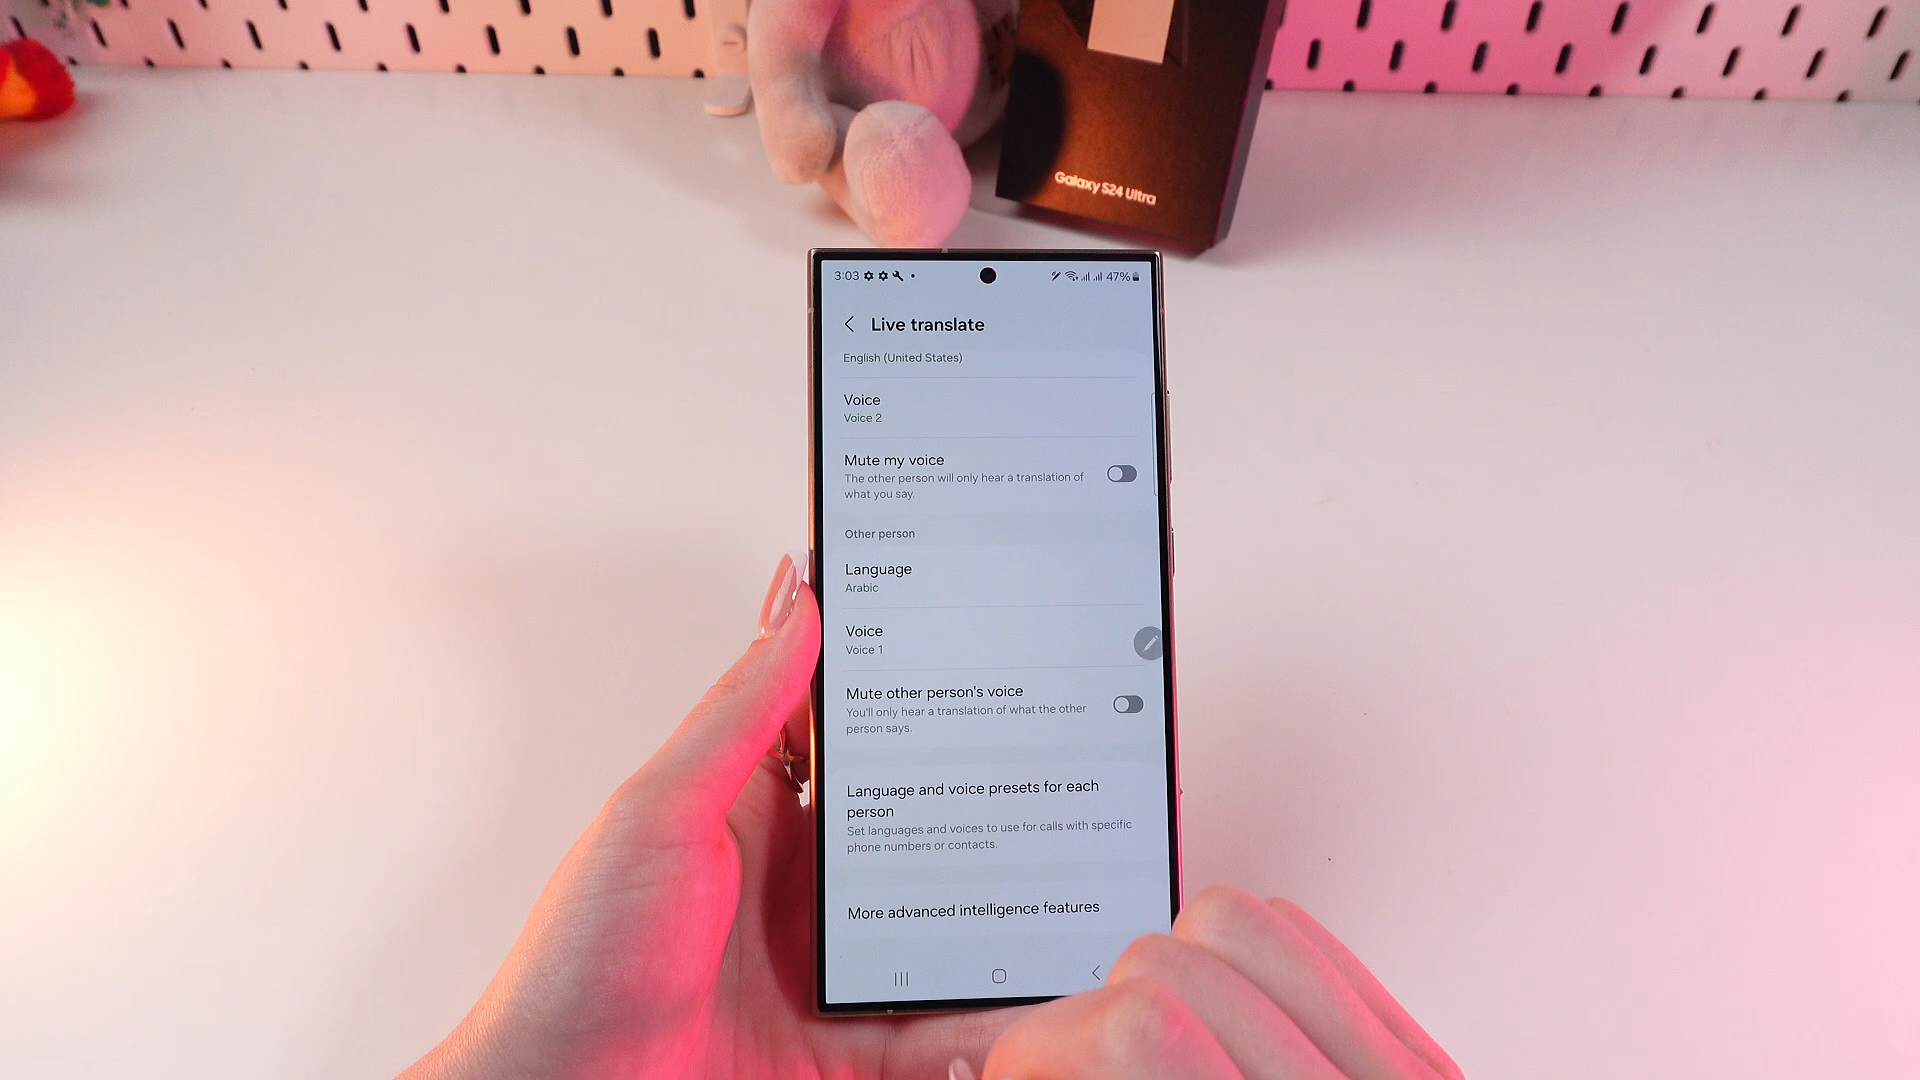 Galaxy S24 Ultra
3:03
47%
Live translate
English (United States)
Voice
Voice 2
Mute my voice
The other person will only hear a translation of
what you say.
Other person
Language
Arabic
Voice
Voice 1
Mute other person's voice
You'll only hear a translation of what the other
person says.
Language and voice presets for each
person
Set languages and voices to use for calls with specific
phone numbers or contacts.
More advanced intelligence features